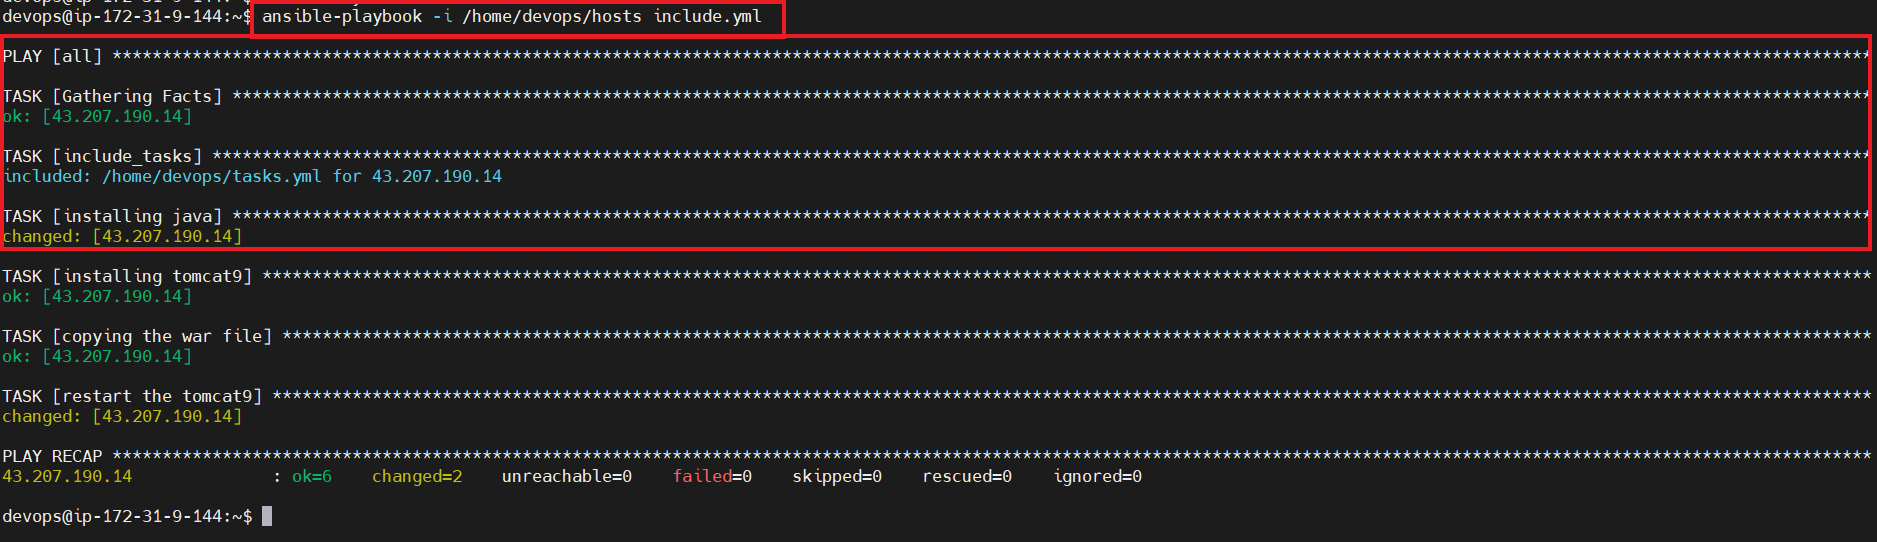 devops@ip-172-31-9-144:~$ ansible-playbook -i /home/devops/hosts include.yml
PLAY [all] ********************************************************************************************************************************************************************************
TASK [Gathering Facts] ********************************************************************************************************************************************************************
ok: [43.207.190.14]
TASK [include_tasks] **********************************************************************************************************************************************************************
included: /home/devops/tasks.yml for 43.207.190.14
TASK [installing java] ********************************************************************************************************************************************************************
changed: [43.207.190.14]
TASK [installing tomcat9] *****************************************************************************************************************************************************************
ok: [43.207.190.14]
TASK [copying the war file] ***************************************************************************************************************************************************************
ok: [43.207.190.14]
TASK [restart the tomcat9] ****************************************************************************************************************************************************************
changed: [43.207.190.14]
PLAY RECAP ********************************************************************************************************************************************************************************
43.207.190.14              : ok=6    changed=2    unreachable=0    failed=0    skipped=0    rescued=0    ignored=0
devops@ip-172-31-9-144:~$